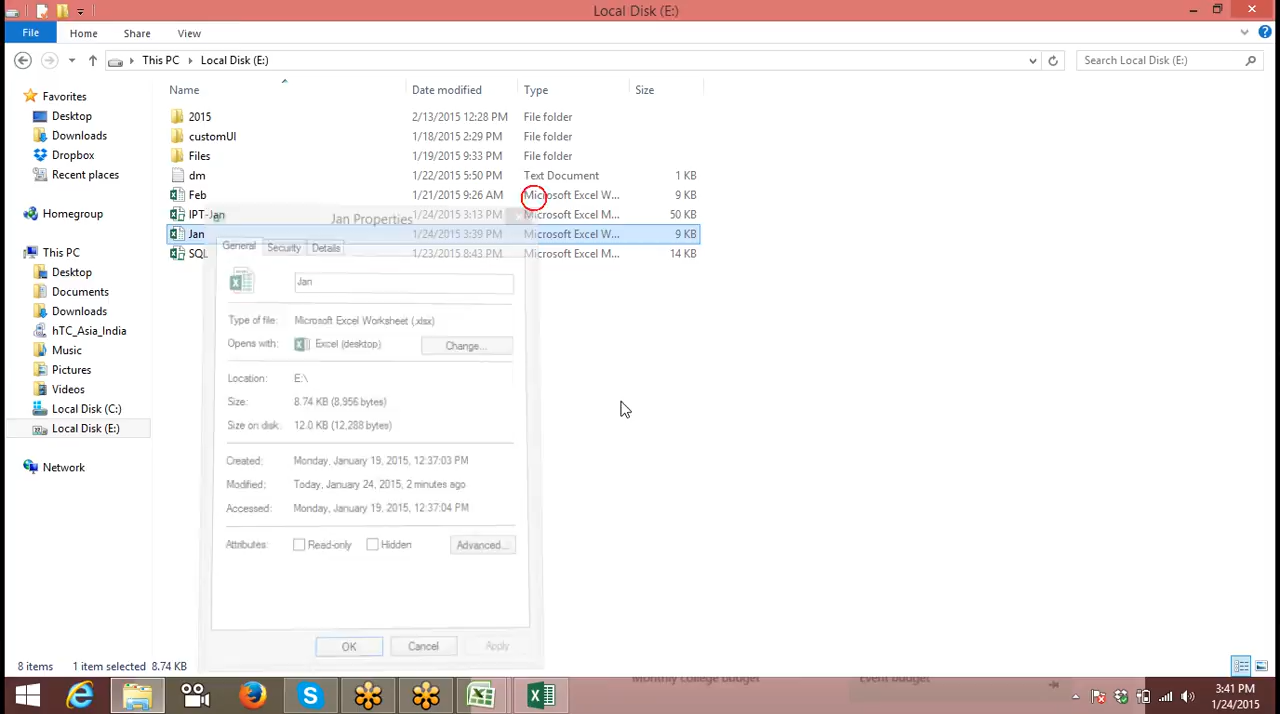 Local Disk (E:)
File Home Share View
This PC Local Disk (E:) Search Local Disk (E:)
Name Date modified Type Size
Favorites
Desktop
Downloads
Dropbox
Recent places
Homegroup
This PC
Desktop
Documents
Downloads
hTC_Asia_India
Music
Pictures
Videos
Local Disk (C:)
Local Disk (E:)
Network
2015 2/13/2015 12:28 PM File folder
customUI 1/18/2015 2:29 PM File folder
Files 1/19/2015 9:33 PM File folder
dm 1/22/2015 5:50 PM Text Document 1 KB
Feb 1/21/2015 9:26 AM Microsoft Excel W... 9 KB
IPT-Jan 1/24/2015 3:13 PM Microsoft Excel M... 50 KB
Jan 1/24/2015 3:39 PM Microsoft Excel W... 9 KB
SQL 1/23/2015 8:43 PM Microsoft Excel M... 14 KB
Jan Properties
General Security Details
Jan
Type of file: Microsoft Excel Worksheet (.xlsx)
Opens with: Excel (desktop) Change...
Location: E:\
Size: 8.74 KB (8,956 bytes)
Size on disk: 12.0 KB (12,288 bytes)
Created: Monday, January 19, 2015, 12:37:03 PM
Modified: Today, January 24, 2015, 2 minutes ago
Accessed: Monday, January 19, 2015, 12:37:04 PM
Attributes: Read-only Hidden Advanced...
OK Cancel Apply
8 items 1 item selected 8.74 KB
Monthly college budget Event budget
3:41 PM
1/24/2015